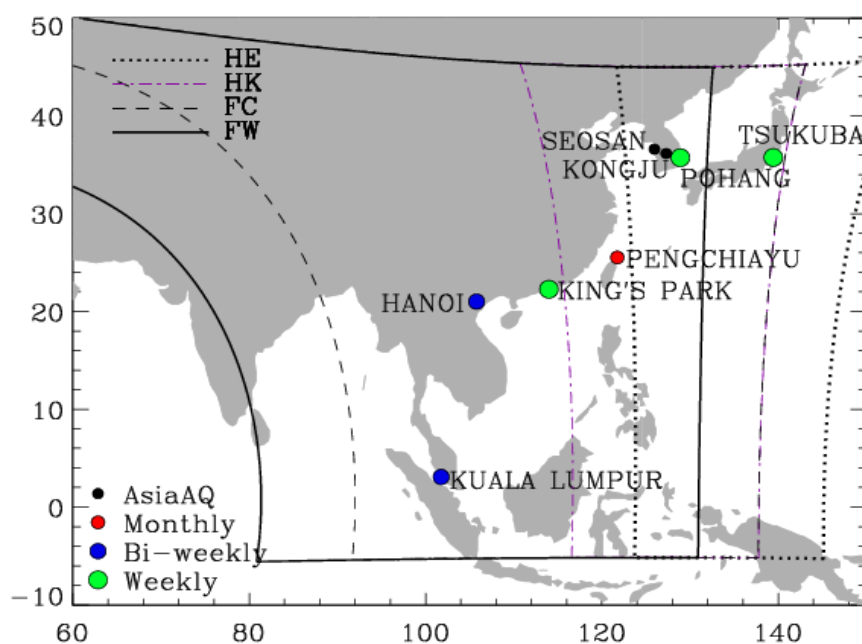 50
40
30
20
10
0
-10
60
80
100
120
140
HE
HK
FC
FW
SEOSAN
KONGJU
POHANG
TSUKUBA
PENGCHIAYU
KING'S PARK
HANOI
KUALA LUMPUR
AsiaAQ
Monthly
Bi-weekly
Weekly